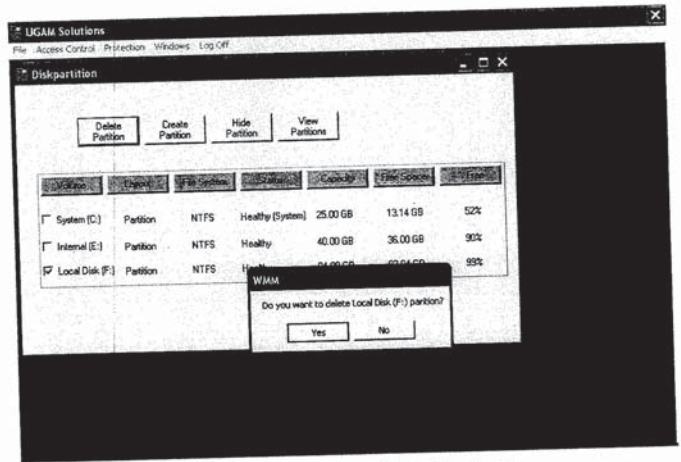 UGAM Solutions
File Access Control Protection Windows Log Off
Diskpartition
Delete Partition
Create Partition
Hide Partition
View Partitions
Volume Layout File System Status Capacity Free Space % Free
System (C:) Partition NTFS Healthy (System) 25.00 GB 13.14 GB 52%
Internal (E:) Partition NTFS Healthy 40.00 GB 36.00 GB 90%
Local Disk (F:) Partition NTFS 99%
WMM
Do you want to delete Local Disk (F:) parition?
Yes No